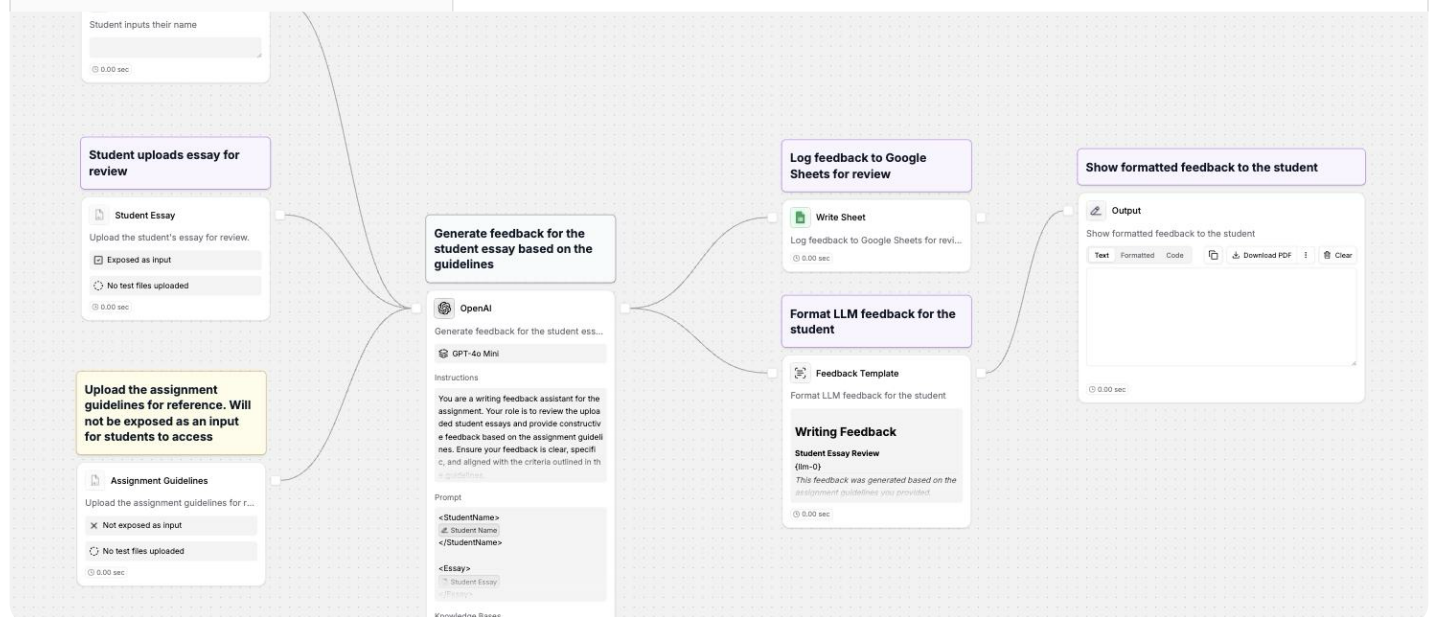 Student inputs their name
0.00 sec
Student uploads essay for
review
Student Essay
Upload the student's essay for review.
Exposed as input
No test files uploaded
0.00 sec
Upload the assignment
guidelines for reference. Will
not be exposed as an input
for students to access
Assignment Guidelines
Upload the assignment guidelines for r...
Not exposed as input
No test files uploaded
0.00 sec
Generate feedback for the
student essay based on the
guidelines
OpenAI
Generate feedback for the student ess...
GPT-4o Mini
Instructions
You are a writing feedback assistant for the
assignment. Your role is to review the uploa
ded student essays and provide constructiv
e feedback based on the assignment guideli
nes. Ensure your feedback is clear, specifi
c, and aligned with the criteria outlined in th
e guidelines.
Prompt
<StudentName>
Student Name
</StudentName>
<Essay>
Student Essay
</Essay>
Knowledge Bases
Log feedback to Google
Sheets for review
Write Sheet
Log feedback to Google Sheets for revi...
0.00 sec
Format LLM feedback for the
student
Feedback Template
Format LLM feedback for the student
Writing Feedback
Student Essay Review
{llm-0}
This feedback was generated based on the
assignment guidelines you provided.
0.00 sec
Show formatted feedback to the student
Output
Show formatted feedback to the student
Text Formatted Code Download PDF Clear
0.00 sec